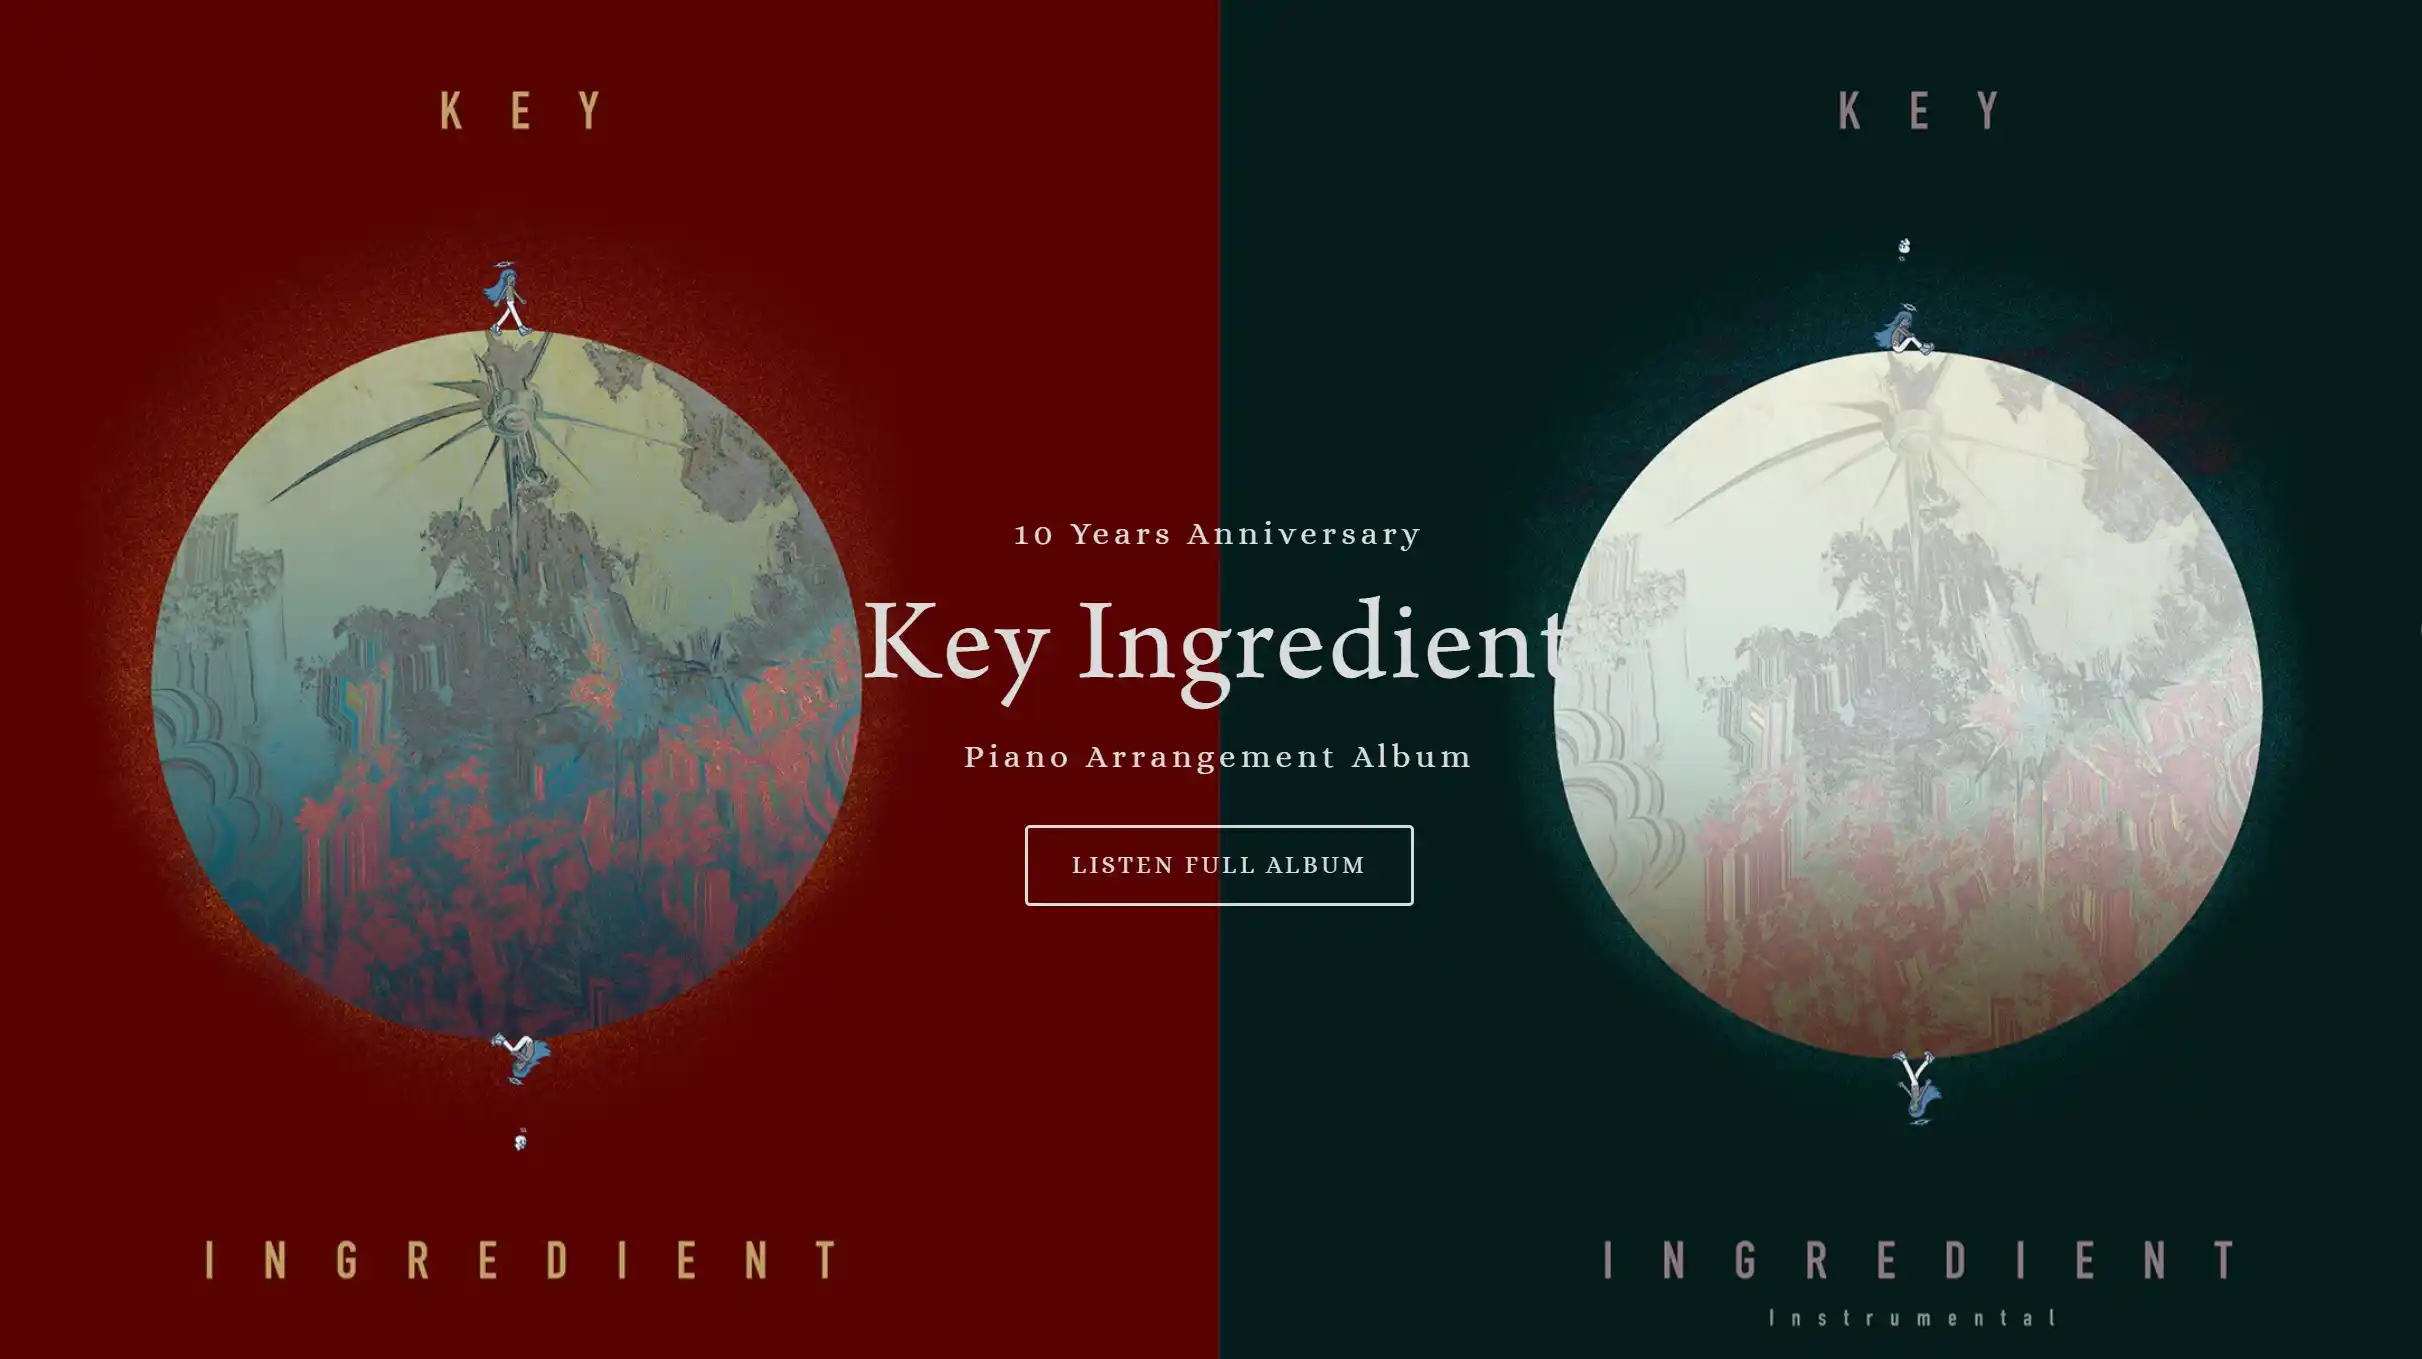 KEY
KEY
10 Years Anniversary
Key Ingredient
Piano Arrangement Album
LISTEN FULL ALBUM
INGREDIENT
INGREDIENT
Instrumental